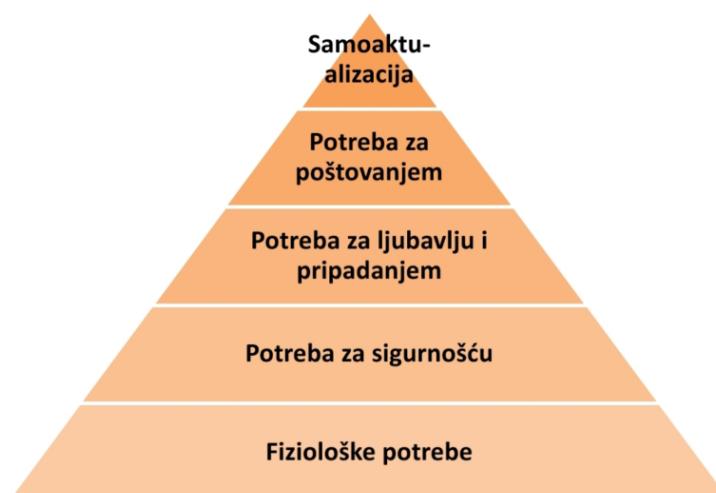 Samoaktu-
alizacija
Potreba za
poštovanjem
Potreba za ljubavlju i
pripadanjem
Potreba za sigurnošću
Fiziološke potrebe